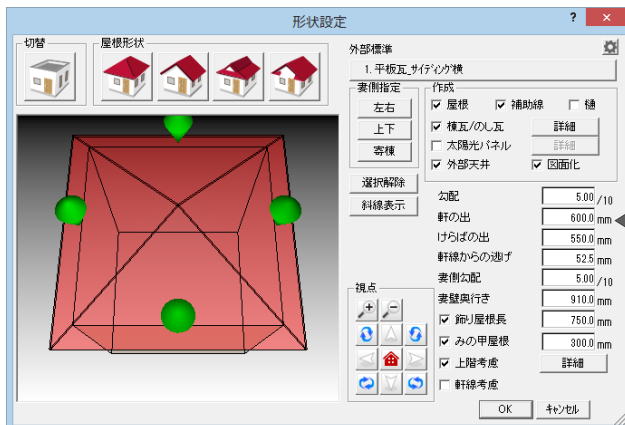 形状設定
? ×
切替
屋根形状
外部標準
1. 平板瓦_サイディング横
妻側指定
左右
上下
寄棟
作成
屋根
補助線
樋
棟瓦/のし瓦
詳細
太陽光パネル
詳細
外部天井
図面化
選択解除
斜線表示
勾配 5.00 /10
軒の出 600.0 mm
けらばの出 550.0 mm
軒線からの逃げ 52.5 mm
妻側勾配 5.00 /10
妻壁奥行き 910.0 mm
飾り屋根長 750.0 mm
みの甲屋根 300.0 mm
上階考慮 詳細
軒線考慮
視点
OK キャンセル